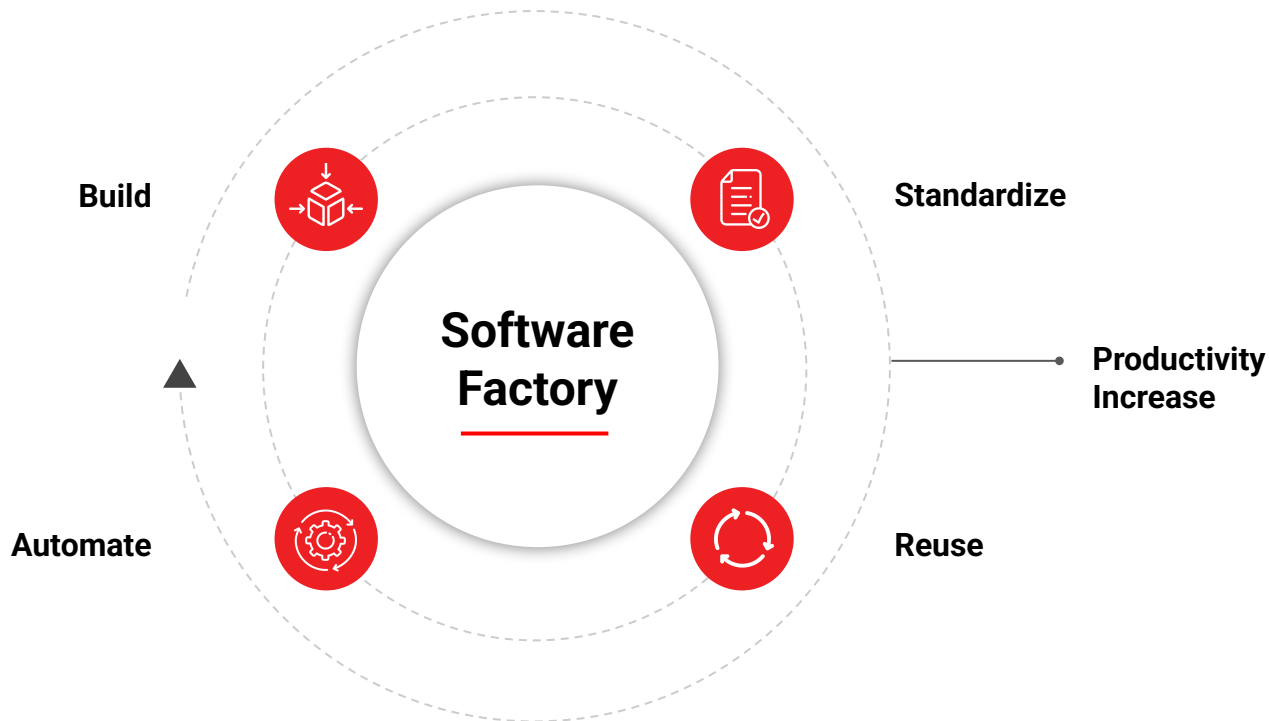 Build
Standardize
Software
Factory
Productivity
Increase
Automate
Reuse